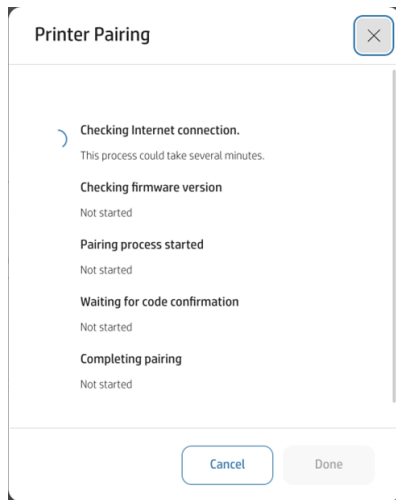 Printer Pairing
Checking Internet connection.
This process could take several minutes.
Checking firmware version
Not started
Pairing process started
Not started
Waiting for code confirmation
Not started
Completing pairing
Not started
Cancel
Done